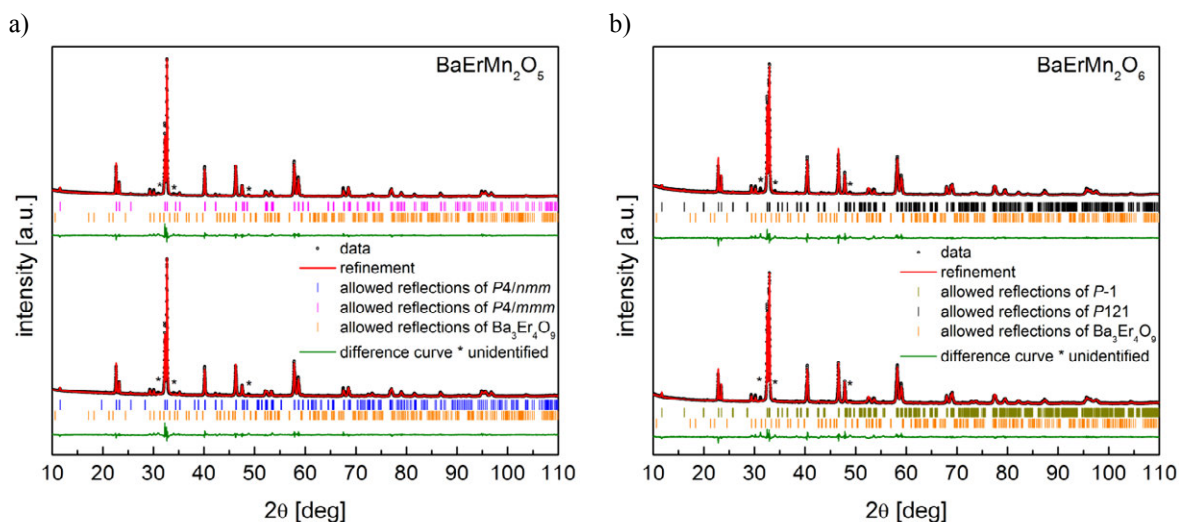 a)
BaErMn₂O₅
* data
refinement
allowed reflections of P4/nmm
allowed reflections of P4/mmm
allowed reflections of Ba₃Er₄O₉
difference curve * unidentified
intensity [a.u.]
intensity [a.u.]
10 20 30 40 50 60 70 80 90 100 110
2θ [deg]
b)
BaErMn₂O₆
* data
refinement
allowed reflections of P-1
allowed reflections of P121
allowed reflections of Ba₃Er₄O₉
difference curve * unidentified
intensity [a.u.]
intensity [a.u.]
10 20 30 40 50 60 70 80 90 100 110
2θ [deg]